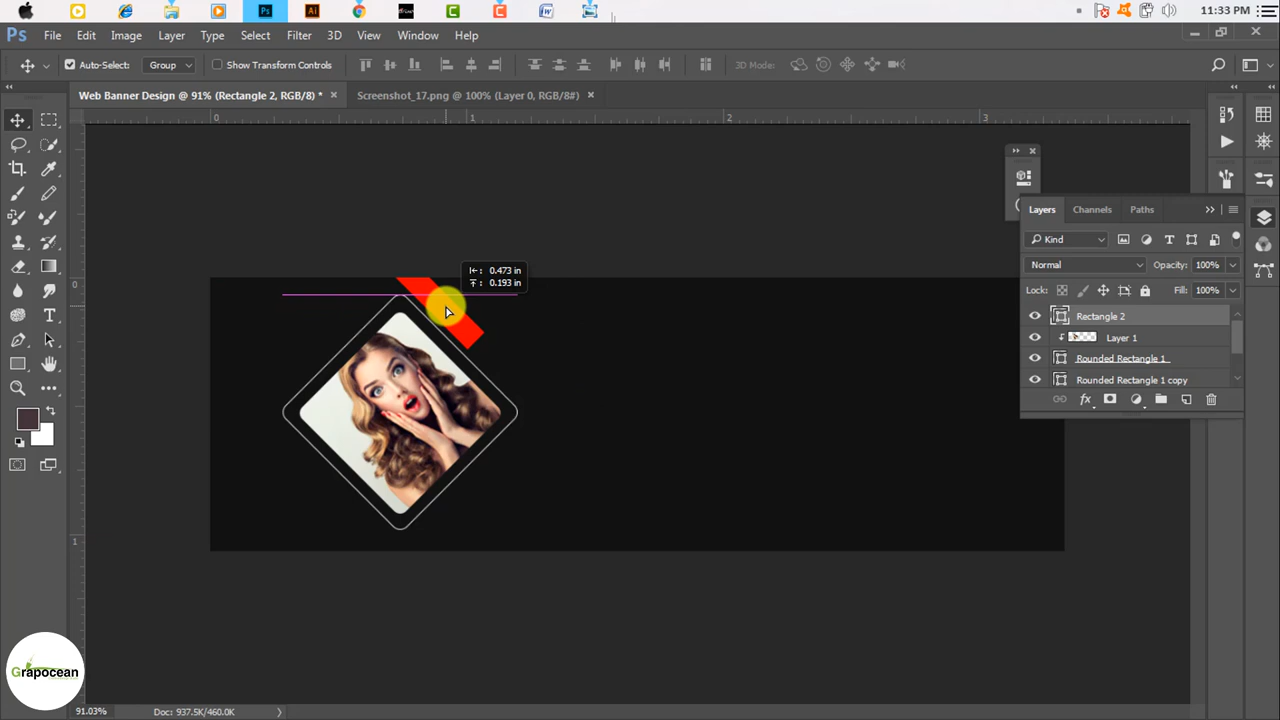 11:33 PM
Ps File Edit Image Layer Type Select Filter 3D View Window Help
Auto-Select: Group Show Transform Controls 3D Mode:
Web Banner Design @ 91% (Rectangle 2, RGB/8) * Screenshot_17.png @ 100% (Layer 0, RGB/8#)
0 1 2 3
0.473 in
0.193 in
Layers Channels Paths
Kind
Normal Opacity: 100%
Lock: Fill: 100%
Rectangle 2
Layer 1
Rounded Rectangle 1
Rounded Rectangle 1 copy
fx
0
1
Grapocean
91.03% Doc: 937.5K/460.0K